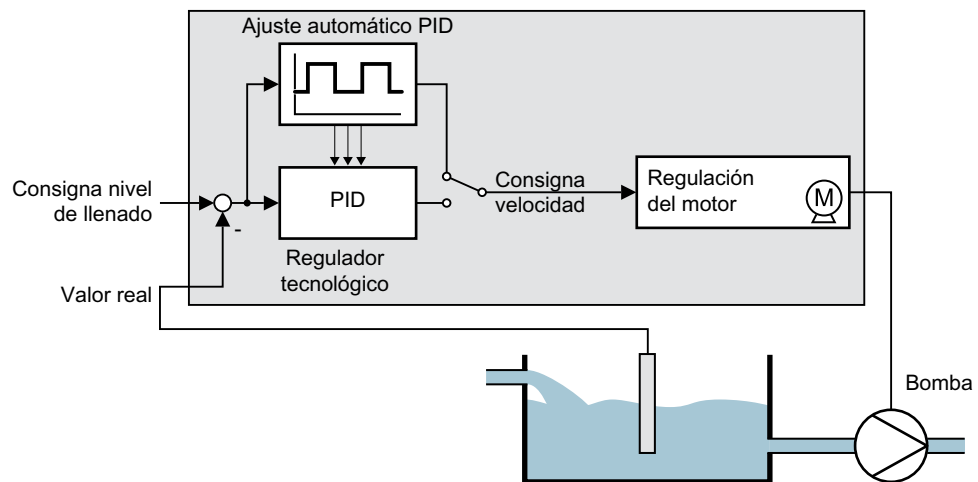 Ajuste automático PID
Consigna nivel
de llenado
-
PID
Regulador
tecnológico
Consigna
velocidad
Regulación
del motor
M
Valor real
Bomba